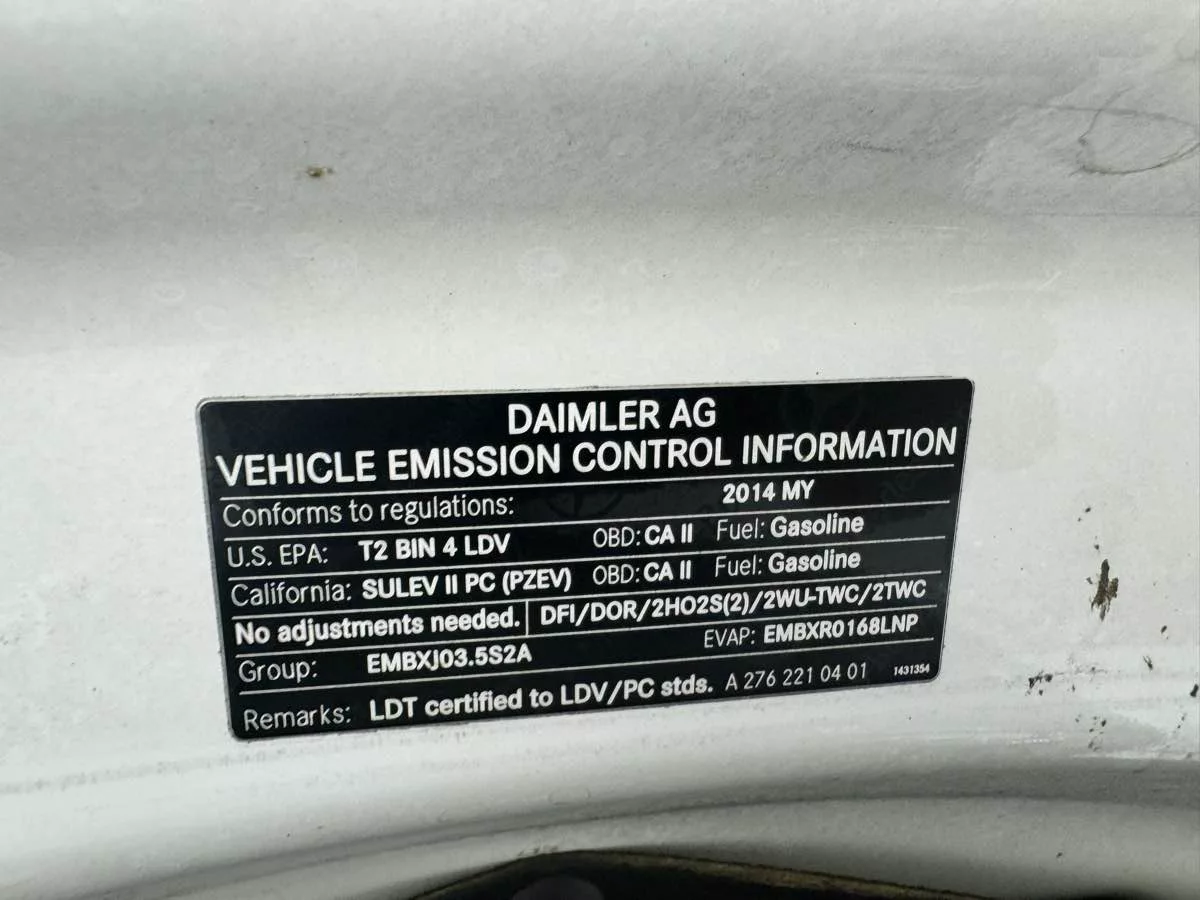 DAIMLER AG
VEHICLE EMISSION CONTROL INFORMATION
Conforms to regulations: 2014 MY
U.S. EPA: T2 BIN 4 LDV OBD: CA II Fuel: Gasoline
California: SULEV II PC (PZEV) OBD: CA II Fuel: Gasoline
No adjustments needed. DFI/DOR/2HO2S(2)/2WU-TWC/2TWC
Group: EMBXJ03.5S2A EVAP: EMBXR0168LNP
Remarks: LDT certified to LDV/PC stds. A 276 221 04 01 1431354